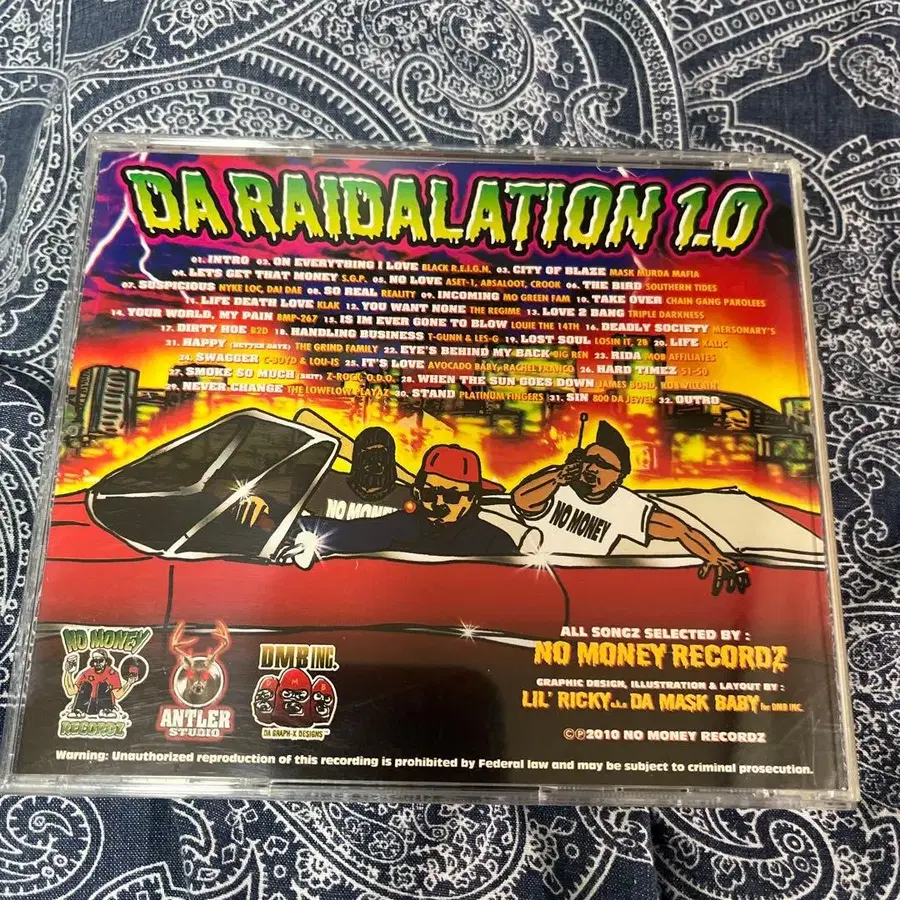 DA RAIDALATION 1.0
01. INTRO 02. ON EVERYTHING I LOVE BLACK R.E.I.G.N. 03. CITY OF BLAZE MASK MURDA MAFIA
04. LETS GET THAT MONEY S.G.P. 05. NO LOVE ASET-1, ABSALOOT, CROOK 06. THE BIRD SOUTHERN TIDES
07. SUSPICIOUS NYKE LOC, DAI DAE 08. SO REAL REALITY 09. INCOMING MO GREEN FAM 10. TAKE OVER CHAIN GANG PAROLEES
11. LIFE DEATH LOVE KLAK 12. YOU WANT NONE THE REGIME 13. LOVE 2 BANG TRIPLE DARKNESS
14. YOUR WORLD, MY PAIN BMP-267 15. IS IM EVER GONE TO BLOW LOUIE THE 14TH 16. DEADLY SOCIETY MERSONARY'S
17. DIRTY HOE B2D 18. HANDLING BUSINESS T-GUNN & LES-G 19. LOST SOUL LOSIN IT, 2B 20. LIFE KALIC
21. HAPPY (BETTER DAYZ) THE GRIND FAMILY 22. EYE'S BEHIND MY BACK BIG REN 23. RIDA MOB AFFILIATES
24. SWAGGER C-BOYD & LOU-IS 25. IT'S LOVE AVOCADO BABY, RACHEL FRANCO 26. HARD TIMEZ 51-50
27. SMOKE SO MUCH (SKIT) Z-ROCC, O.D.O. 28. WHEN THE SUN GOES DOWN JAMES BOND, ROB WILLAIN
29. NEVER CHANGE THE LOWFLOW PLAYAZ 30. STAND PLATINUM FINGERS 31. SIN 800 DA JEWEL 32. OUTRO
NO MONEY
NO MONEY
NO MONEY
RECORDZ
ANTLER
STUDIO
DMB INC.
D M B
DA GRAPH-X DESIGNS
ALL SONGZ SELECTED BY :
NO MONEY RECORDZ
GRAPHIC DESIGN, ILLUSTRATION & LAYOUT BY :
LIL' RICKY a.k.a. DA MASK BABY for DMB INC.
©℗2010 NO MONEY RECORDZ
Warning: Unauthorized reproduction of this recording is prohibited by Federal law and may be subject to criminal prosecution.